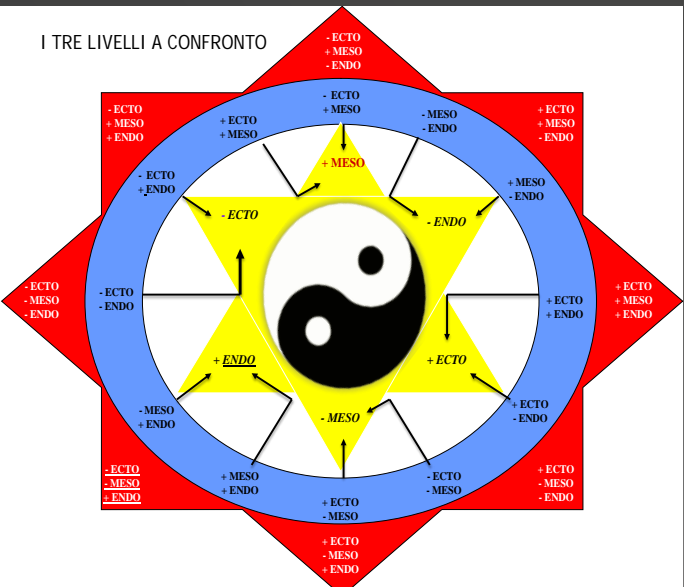 I TRE LIVELLI A CONFRONTO
- ECTO
+ MESO
- ENDO
- ECTO
+ MESO
+ ENDO
- ECTO
+ MESO
+ ECTO
+ MESO
- MESO
- ENDO
+ ECTO
+ MESO
- ENDO
+ MESO
- ECTO
+ ENDO
+ MESO
- ENDO
- ECTO
- ENDO
- ECTO
- MESO
- ENDO
- ECTO
- ENDO
+ ECTO
+ ENDO
+ ECTO
+ MESO
+ ENDO
+ ENDO
+ ECTO
- MESO
+ ENDO
- MESO
+ ECTO
- ENDO
- ECTO
- MESO
+ ENDO
+ MESO
+ ENDO
+ ECTO
- MESO
- ECTO
- MESO
+ ECTO
- MESO
- ENDO
+ ECTO
- MESO
+ ENDO